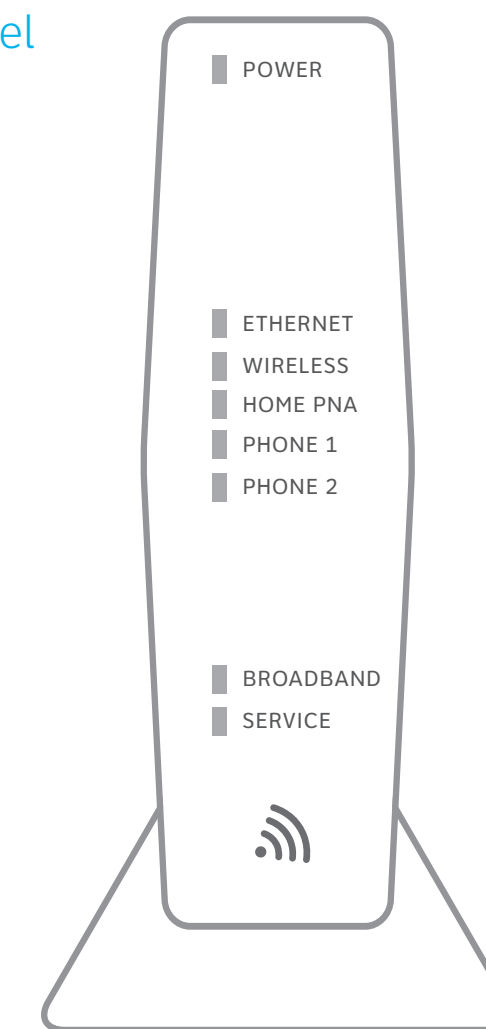 el
POWER
ETHERNET
WIRELESS
HOME PNA
PHONE 1
PHONE 2
BROADBAND
SERVICE